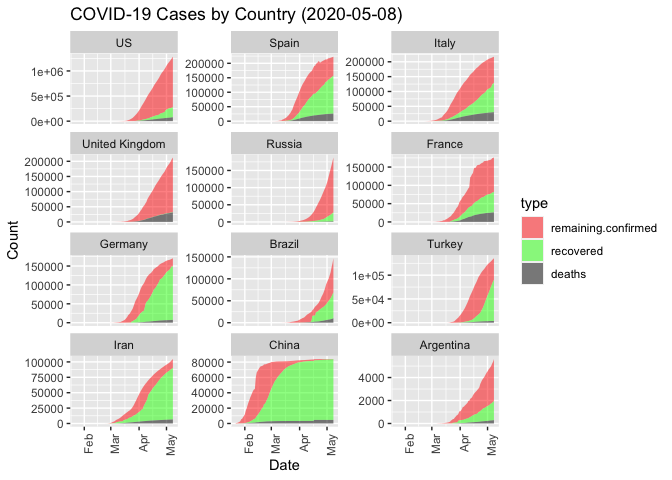 COVID-19 Cases by Country (2020-05-08)
US
Spain
Italy
1e+06
5e+05
0e+00
200000
150000
100000
50000
0
200000
150000
100000
50000
0
United Kingdom
Russia
France
200000
150000
100000
50000
0
150000
100000
50000
0
150000
100000
50000
0
Germany
Brazil
Turkey
150000
100000
50000
0
150000
100000
50000
0
1e+05
5e+04
0e+00
Iran
China
Argentina
100000
75000
50000
25000
0
80000
60000
40000
20000
0
4000
2000
0
Feb
Mar
Apr
May
Feb
Mar
Apr
May
Feb
Mar
Apr
May
Count
Date
type
remaining.confirmed
recovered
deaths